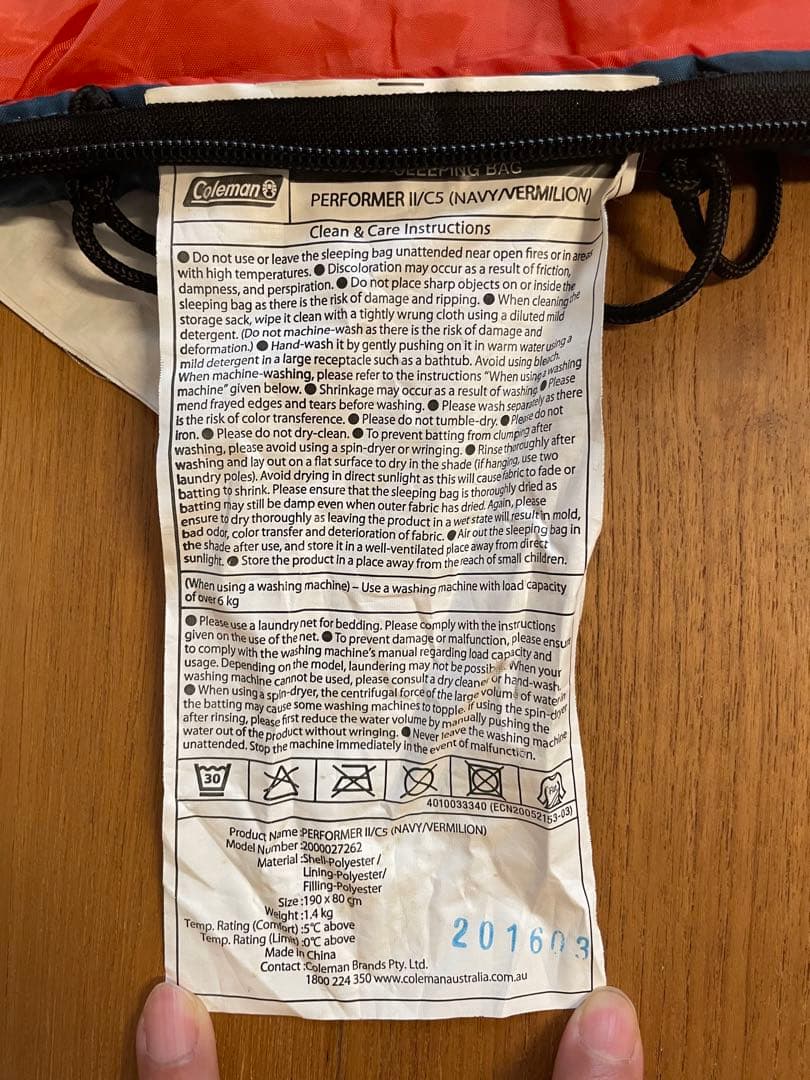 SLEEPING BAG
Coleman
PERFORMER II/C5 (NAVY/VERMILION)
Clean & Care Instructions
● Do not use or leave the sleeping bag unattended near open fires or in areas
with high temperatures. ● Discoloration may occur as a result of friction,
dampness, and perspiration. ● Do not place sharp objects on or inside the
sleeping bag as there is the risk of damage and ripping. ● When cleaning the
storage sack, wipe it clean with a tightly wrung cloth using a diluted mild
detergent. (Do not machine-wash as there is the risk of damage and
deformation.) ● Hand-wash it by gently pushing on it in warm water using a
mild detergent in a large receptacle such as a bathtub. Avoid using bleach.
When machine-washing, please refer to the instructions "When using a washing
machine" given below. ● Shrinkage may occur as a result of washing. ● Please
mend frayed edges and tears before washing. ● Please wash separately as there
is the risk of color transference. ● Please do not tumble-dry. ● Please do not
iron. ● Please do not dry-clean. ● To prevent batting from clumping after
washing, please avoid using a spin-dryer or wringing. ● Rinse thoroughly after
washing and lay out on a flat surface to dry in the shade (if hanging, use two
laundry poles). Avoid drying in direct sunlight as this will cause fabric to fade or
batting to shrink. Please ensure that the sleeping bag is thoroughly dried as
batting may still be damp even when outer fabric has dried. Again, please
ensure to dry thoroughly as leaving the product in a wet state will result in mold,
bad odor, color transfer and deterioration of fabric. ● Air out the sleeping bag in
the shade after use, and store it in a well-ventilated place away from direct
sunlight. ● Store the product in a place away from the reach of small children.
(When using a washing machine) – Use a washing machine with load capacity
of over 6 kg
● Please use a laundry net for bedding. Please comply with the instructions
given on the use of the net. ● To prevent damage or malfunction, please ensure
to comply with the washing machine's manual regarding load capacity and
usage. Depending on the model, laundering may not be possible. When your
washing machine cannot be used, please consult a dry cleaner or hand-wash.
● When using a spin-dryer, the centrifugal force of the large volume of water in
the batting may cause some washing machines to topple. If using the spin-dryer
after rinsing, please first reduce the water volume by manually pushing the
water out of the product without wringing. ● Never leave the washing machine
unattended. Stop the machine immediately in the event of malfunction.
30
Flat
4010033340 (ECN20052153-03)
Product Name :PERFORMER II/C5 (NAVY/VERMILION)
Model Number :2000027262
Material :Shell-Polyester /
Lining-Polyester/
Filling-Polyester
Size :190 x 80 cm
Weight :1.4 kg
Temp. Rating (Comfort) :5℃ above
Temp. Rating (Limit) :0℃ above
Made in China
Contact :Coleman Brands Pty. Ltd.
1800 224 350 www.colemanaustralia.com.au
201603